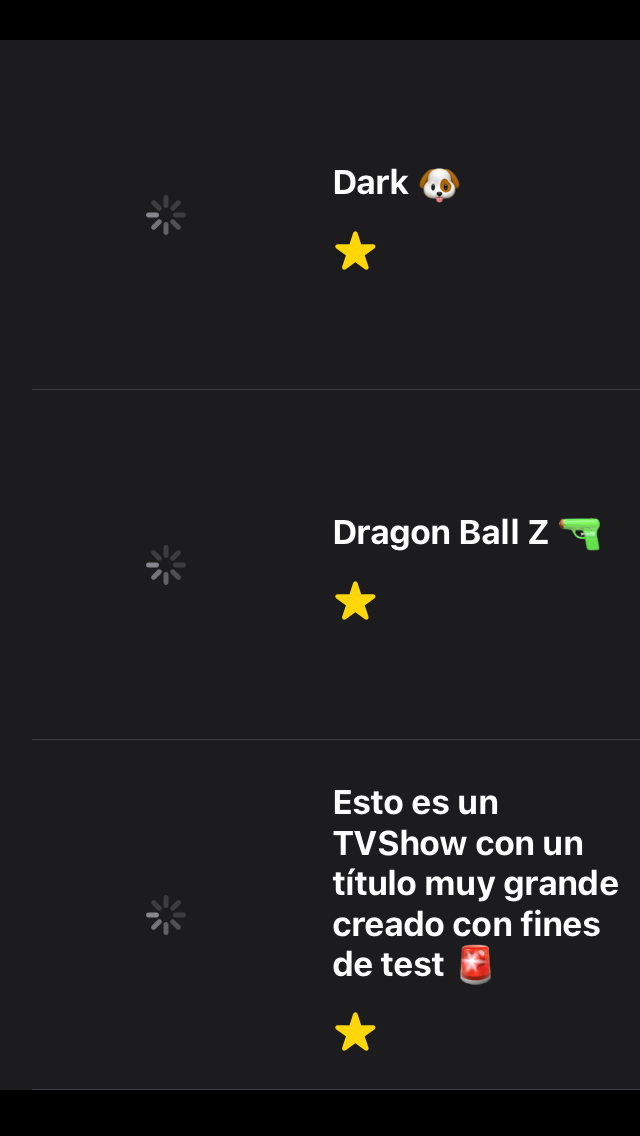 Dark 🐶
⭐
Dragon Ball Z 🔫
⭐
Esto es un
TVShow con un
título muy grande
creado con fines
de test 🚨
⭐